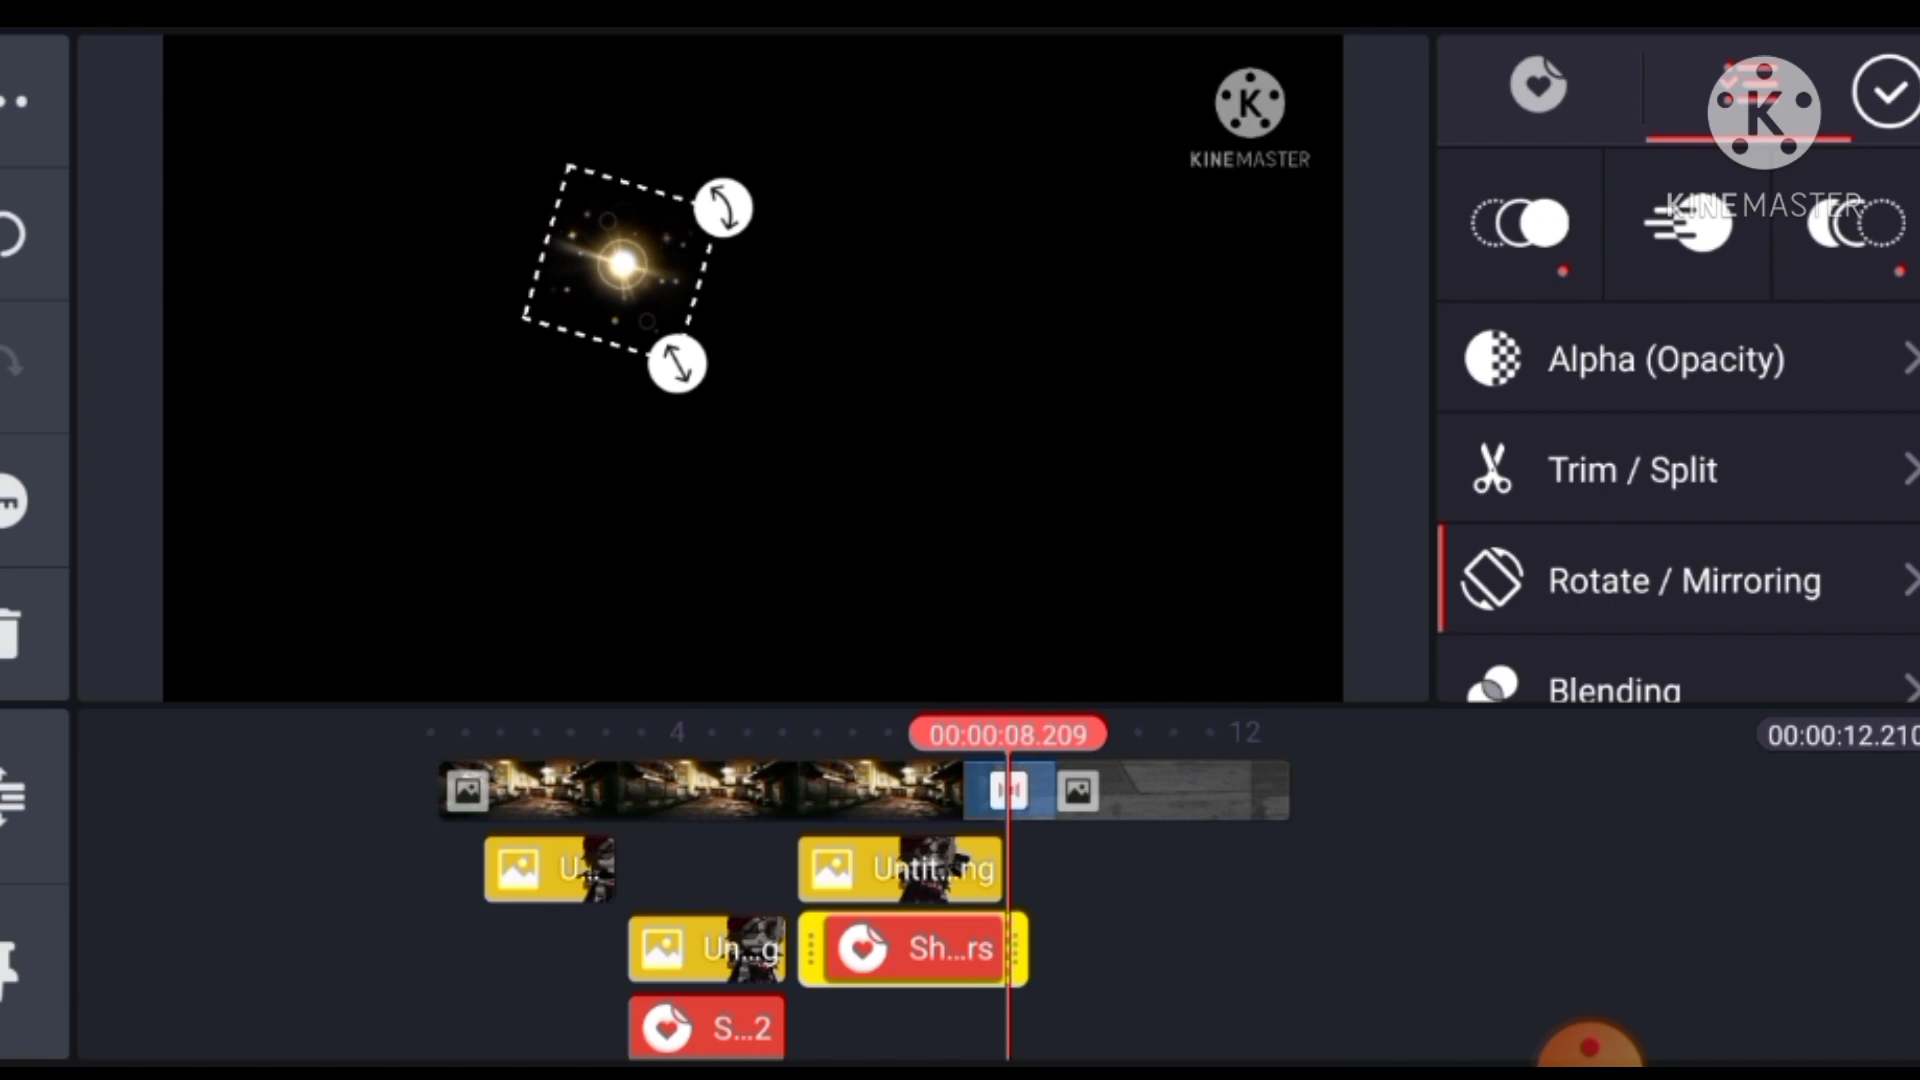 K
KINEMASTER
K
KINEMASTER
Alpha (Opacity)
Trim / Split
Rotate / Mirroring
Blending
4
00:00:08.209
12
00:00:12.210
U...
Untit...ng
Un...g
Sh...rs
S...2